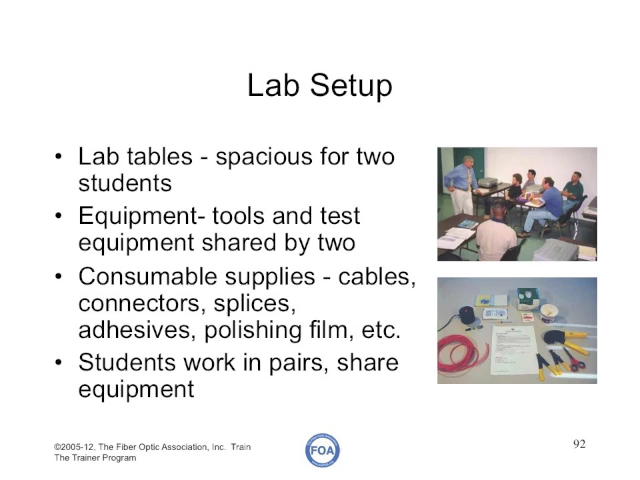 Lab Setup
• Lab tables - spacious for two
students
• Equipment- tools and test
equipment shared by two
• Consumable supplies - cables,
connectors, splices,
adhesives, polishing film, etc.
• Students work in pairs, share
equipment
©2005-12, The Fiber Optic Association, Inc. Train
The Trainer Program
FOA
92